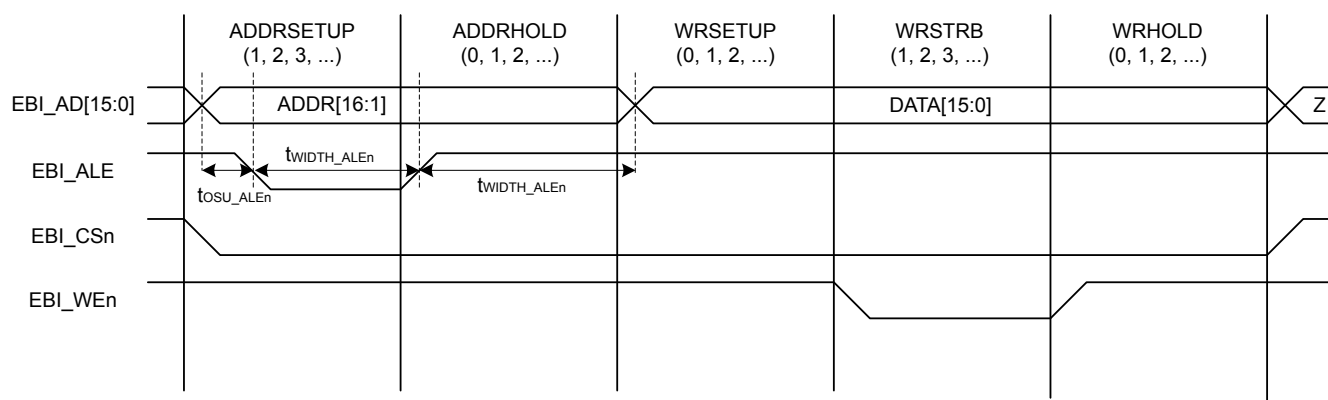 ADDRSETUP ADDRHOLD WRSETUP WRSTRB WRHOLD
(1, 2, 3, ...) (0, 1, 2, ...) (0, 1, 2, ...) (1, 2, 3, ...) (0, 1, 2, ...)
EBI_AD[15:0] ADDR[16:1] DATA[15:0] Z
EBI_ALE tWIDTH_ALEn
tOSU_ALEn tWIDTH_ALEn
EBI_CSn
EBI_WEn